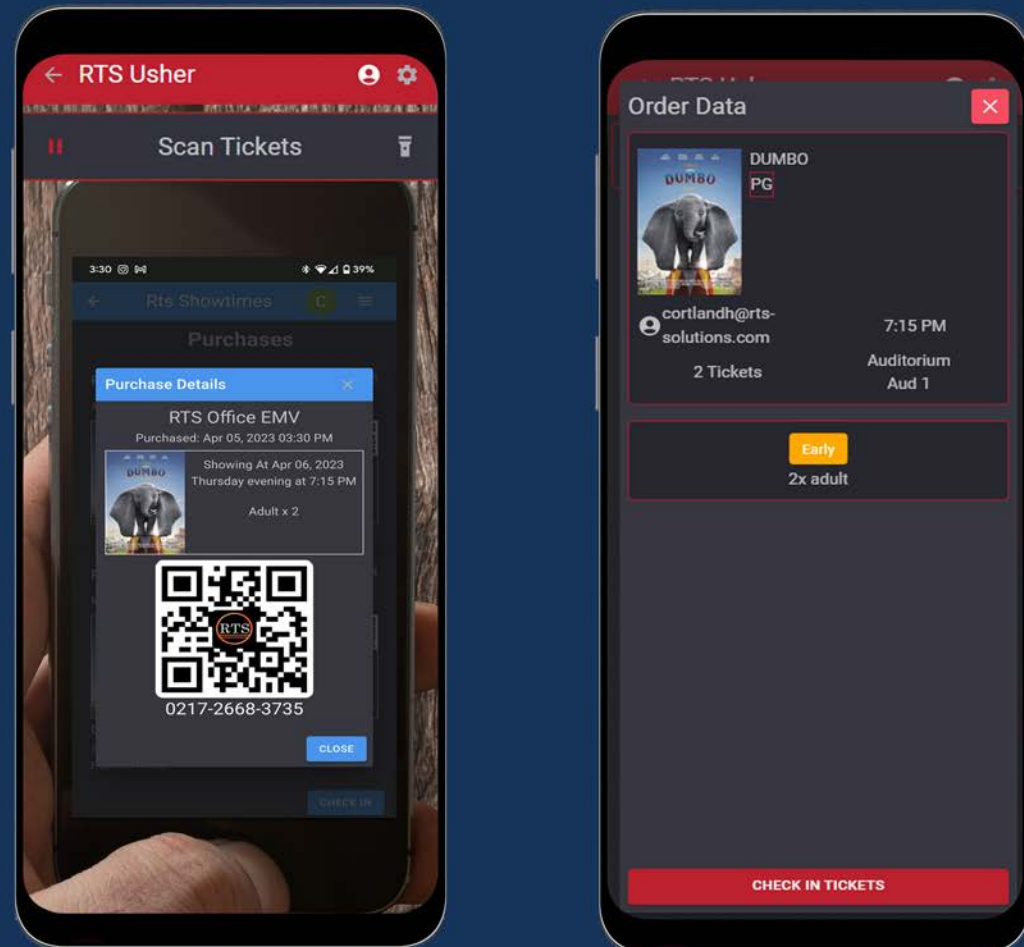 RTS Usher
Scan Tickets
3:30
39%
Rts Showtimes
C
Purchases
Purchase Details
RTS Office EMV
Purchased: Apr 05, 2023 03:30 PM
DUMBO
Showing At Apr 06, 2023
Thursday evening at 7:15 PM
Adult x 2
RTS
0217-2668-3735
CLOSE
CHECK IN
Order Data
DUMBO
DUMBO
PG
cortlandh@rts-
solutions.com
7:15 PM
2 Tickets
Auditorium
Aud 1
Early
2x adult
CHECK IN TICKETS